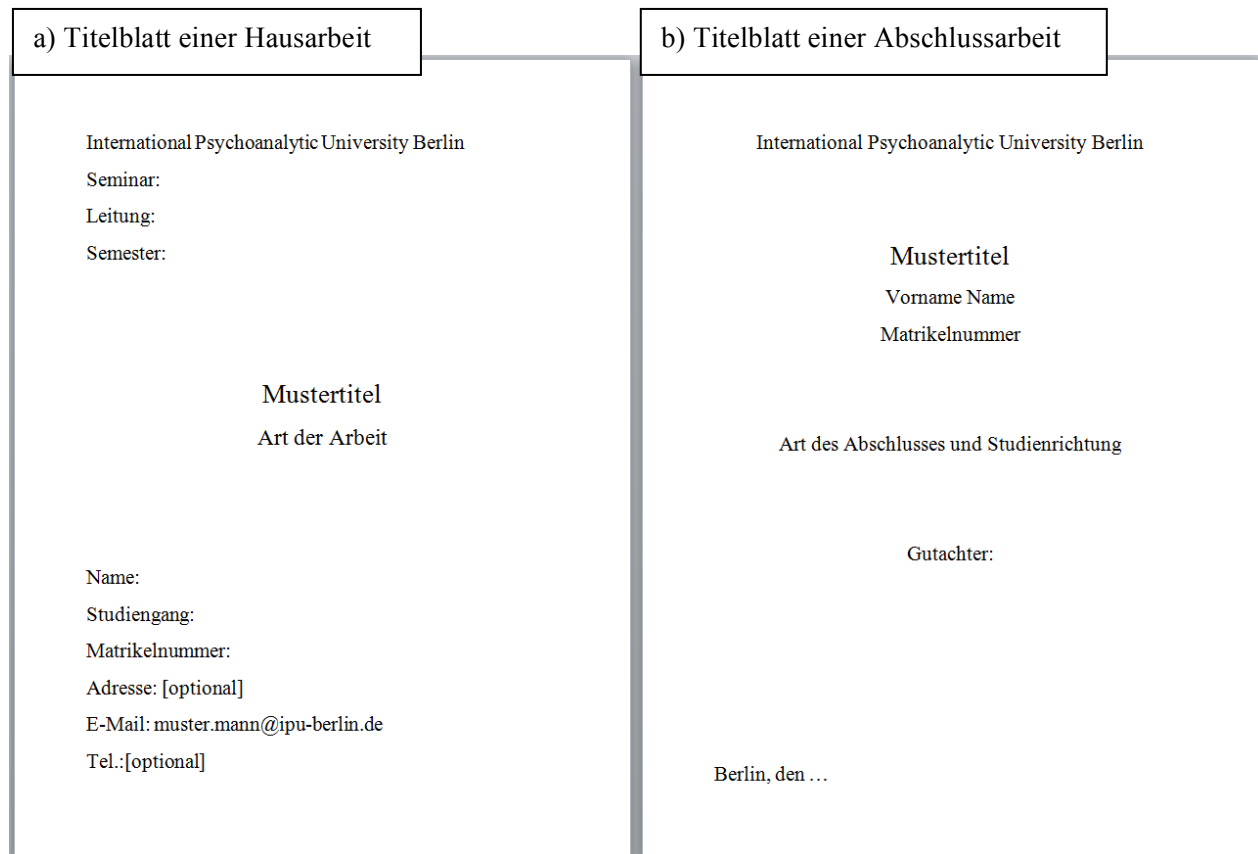 a) Titelblatt einer Hausarbeit
International Psychoanalytic University Berlin
Seminar:
Leitung:
Semester:
Mustertitel
Art der Arbeit
Name:
Studiengang:
Matrikelnummer:
Adresse: [optional]
E-Mail: muster.mann@ipu-berlin.de
Tel.:[optional]
b) Titelblatt einer Abschlussarbeit
International Psychoanalytic University Berlin
Mustertitel
Vorname Name
Matrikelnummer
Art des Abschlusses und Studienrichtung
Gutachter:
Berlin, den …